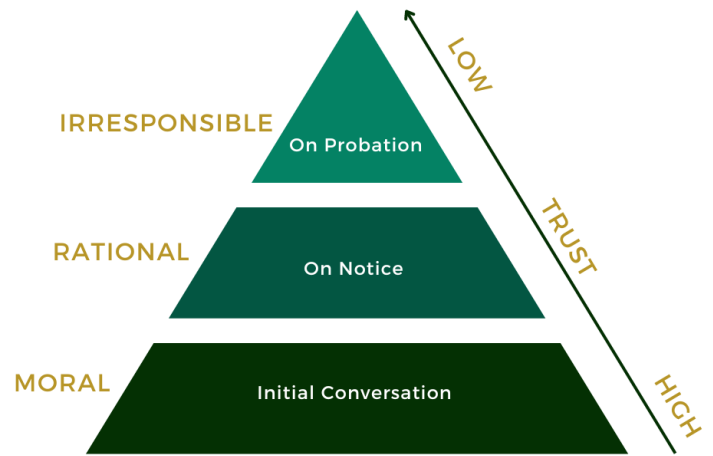 LOW
IRRESPONSIBLE
On Probation
TRUST
RATIONAL
On Notice
MORAL
Initial Conversation
HIGH